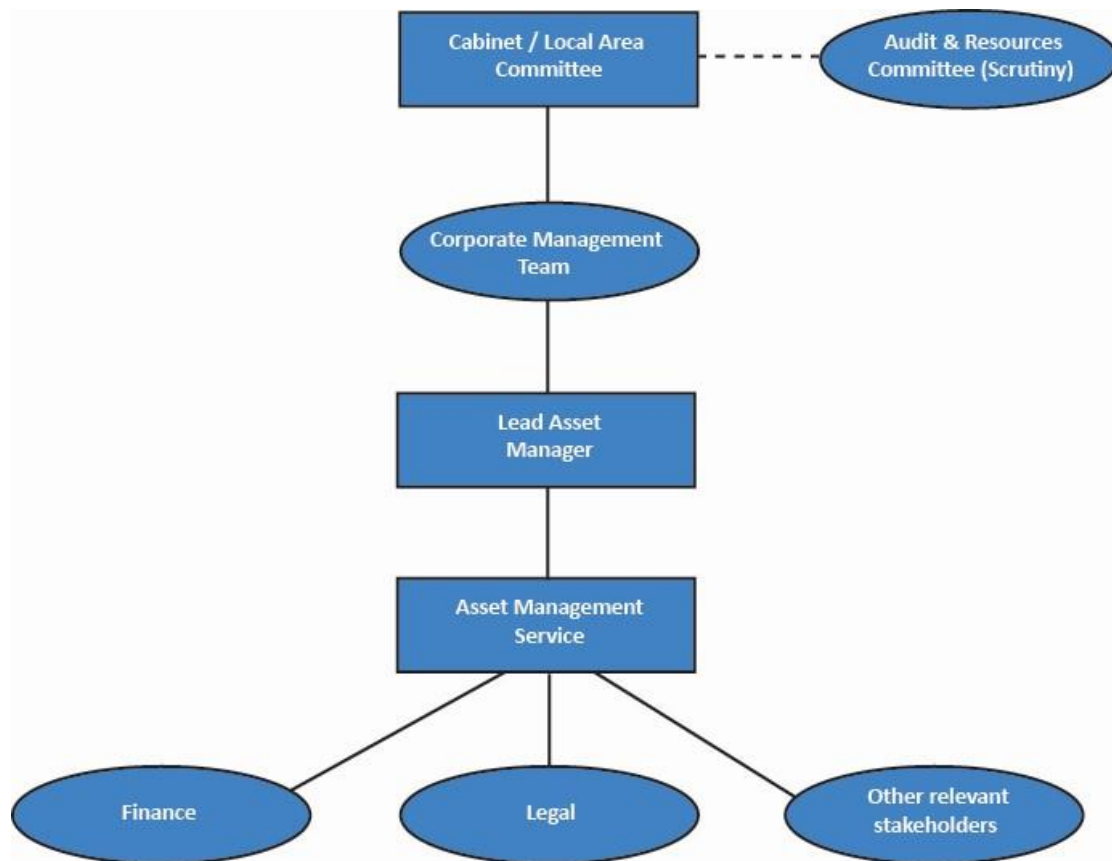 Cabinet / Local Area
Committee
Audit & Resources
Committee (Scrutiny)
Corporate Management
Team
Lead Asset
Manager
Asset Management
Service
Finance
Legal
Other relevant
stakeholders